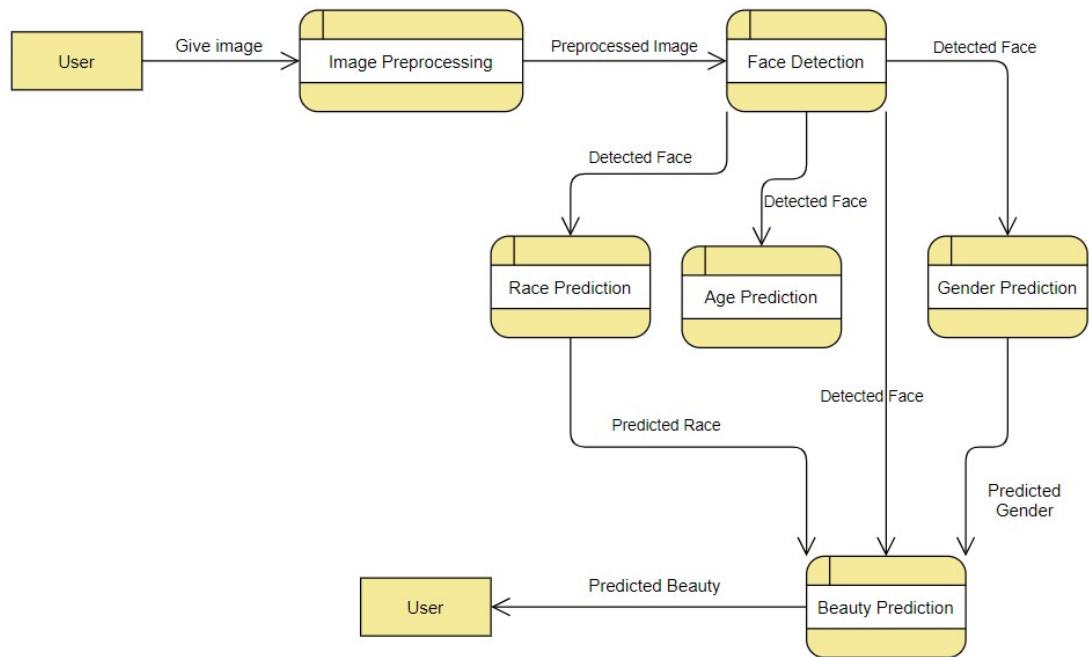 Give image
User
Image Preprocessing
Preprocessed Image
Face Detection
Detected Face
Detected Face
Detected Face
Race Prediction
Age Prediction
Gender Prediction
Detected Face
Predicted Race
Predicted
Gender
Predicted Beauty
User
Beauty Prediction